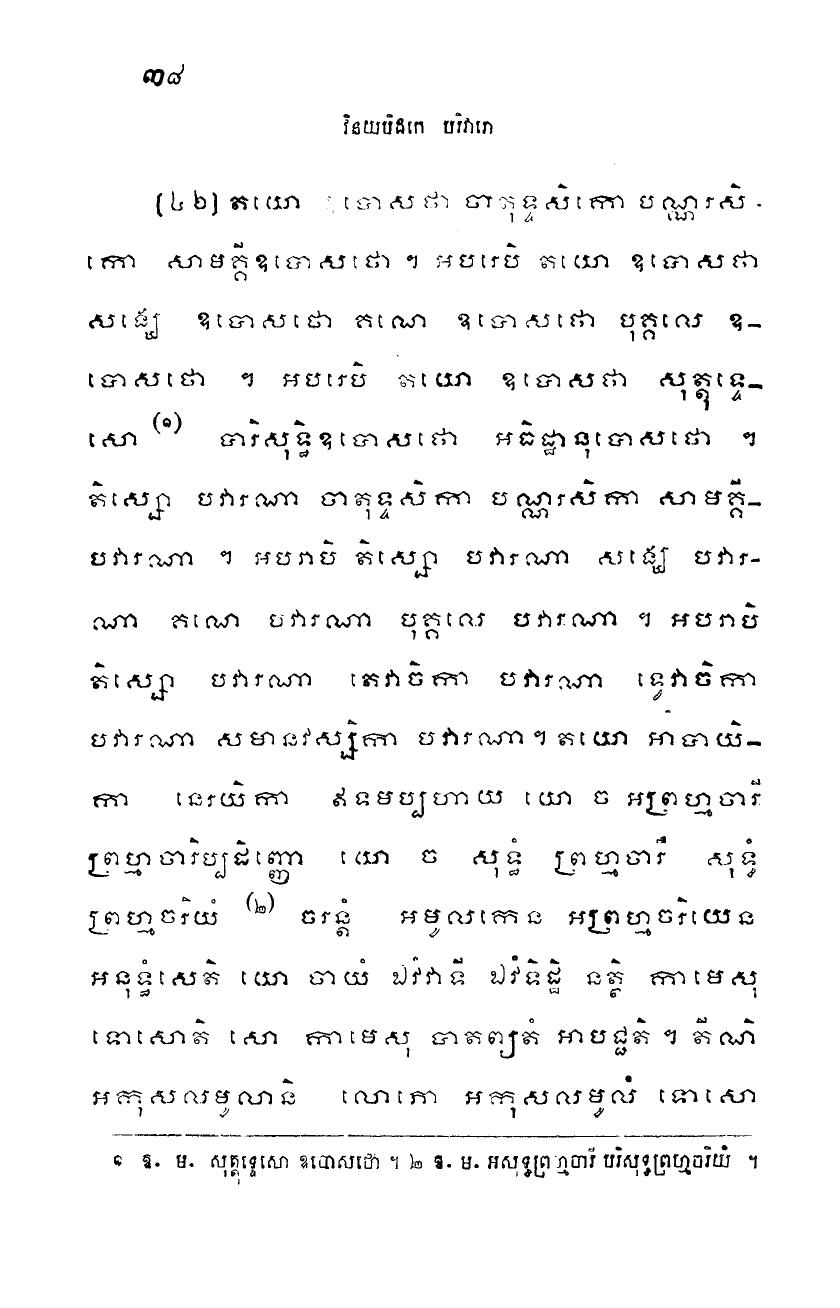 ៣៨
វិនយបិដកេ បរិវារោ
(៤២) តយោ ឧបោសថា ចាតុទ្ទសិកោ បណ្ណរសិ-
កោ សាមគ្គីឧបោសថោ ។ អបរេបិ តយោ ឧបោសថា
សង្ឃេ ឧបោសថោ គណេ ឧបោសថោ បុគ្គលេ ឧ-
បោសថោ ។ អបរេបិ តយោ ឧបោសថា សុត្តុទ្ទេ-
សោ (១) បារិសុទ្ធិឧបោសថោ អធិដ្ឋានុបោសថោ ។
តិស្សោ បវារណា ចាតុទ្ទសិកា បណ្ណរសិកា សាមគ្គី-
បវារណា ។ អបរាបិ តិស្សោ បវារណា សង្ឃេ បវារ-
ណា គណេ បវារណា បុគ្គលេ បវារណា ។ អបរាបិ
តិស្សោ បវារណា តេវាចិកា បវារណា ទ្វេវាចិកា
បវារណា សមានវស្សិកា បវារណា ។ តយោ អាបាយិ-
កា នេរយិកា ឥទមប្បហាយ យោ ច អព្រហ្មចារី
ព្រហ្មចារិប្បដិញ្ញោ យោ ច សុទ្ធំ ព្រហ្មចារឹ សុទ្ធំ
ព្រហ្មចរិយំ (២) ចរន្តំ អមូលកេន អព្រហ្មចរិយេន
អនុទ្ធំសេតិ យោ ចាយំ ឯវំវាទី ឯវំទិដ្ឋិ នត្ថិ កាមេសុ
ទោសោតិ សោ កាមេសុ បាតព្យតំ អាបជ្ជតិ ។ តីណិ
អកុសលមូលានិ លោភោ អកុសលមូលំ ទោសោ
១ ឱ. ម. សុត្តុទ្ទេសោ ឧបោសថោ ។ ២ ឱ. ម. អសុទ្ធព្រហ្មចារី បរិសុទ្ធព្រហ្មចរិយំ ។